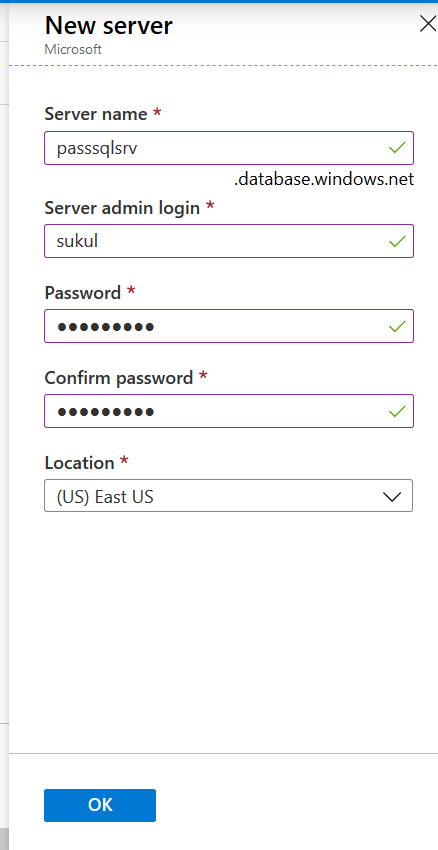 New server
Microsoft
Server name *
passsqlsrv
.database.windows.net
Server admin login *
sukul
Password *
●●●●●●●●●
Confirm password *
●●●●●●●●●
Location *
(US) East US
OK